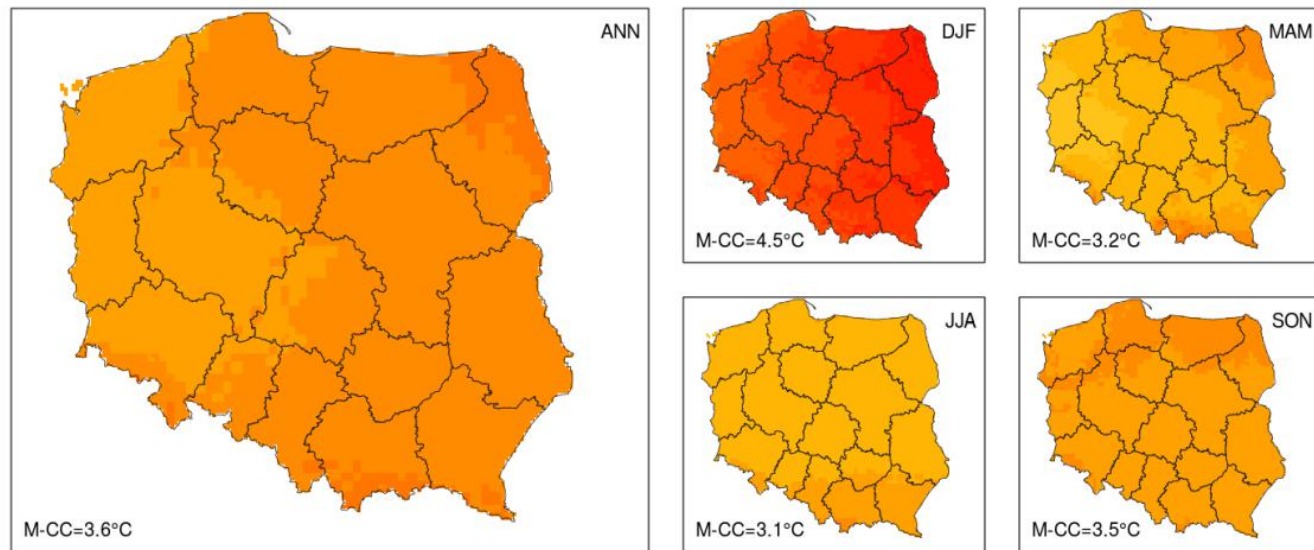 ANN
M-CC=3.6°C
DJF
M-CC=4.5°C
MAM
M-CC=3.2°C
JJA
M-CC=3.1°C
SON
M-CC=3.5°C